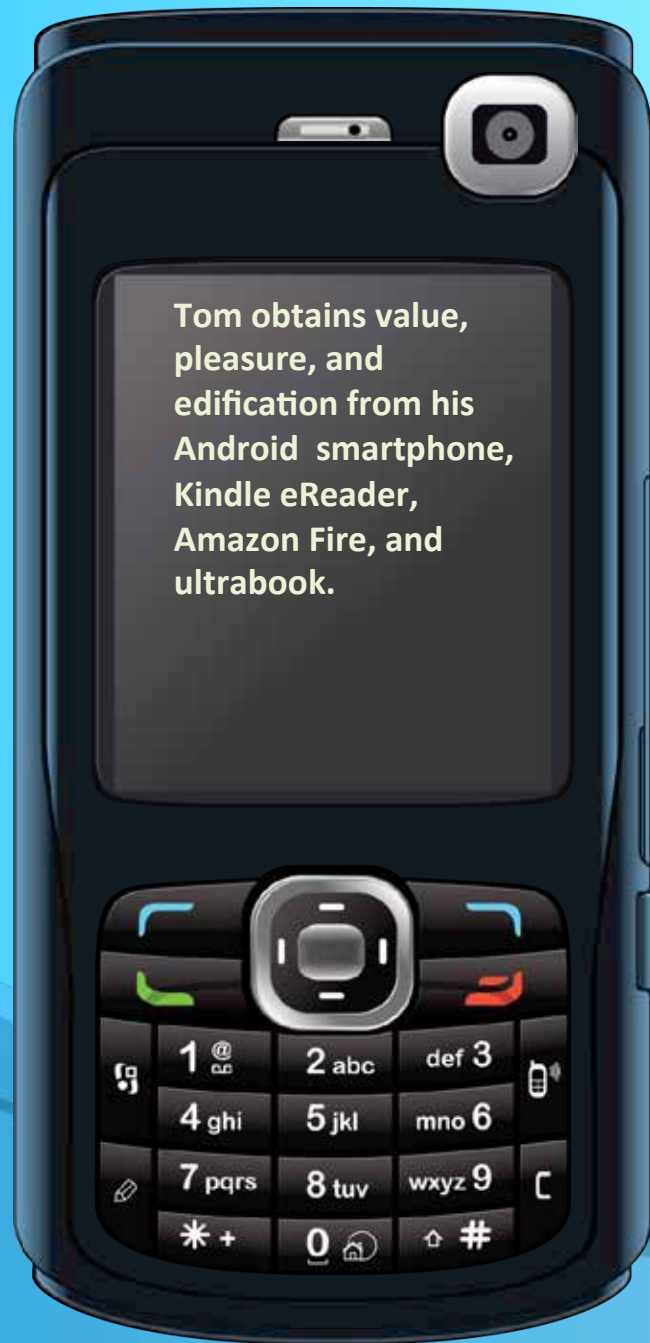 Tom obtains value,
pleasure, and
edification from his
Android smartphone,
Kindle eReader,
Amazon Fire, and
ultrabook.
1 @
2 abc
def 3
4 ghi
5 jkl
mno 6
7 pqrs
8 tuv
wxyz 9
* +
0
#